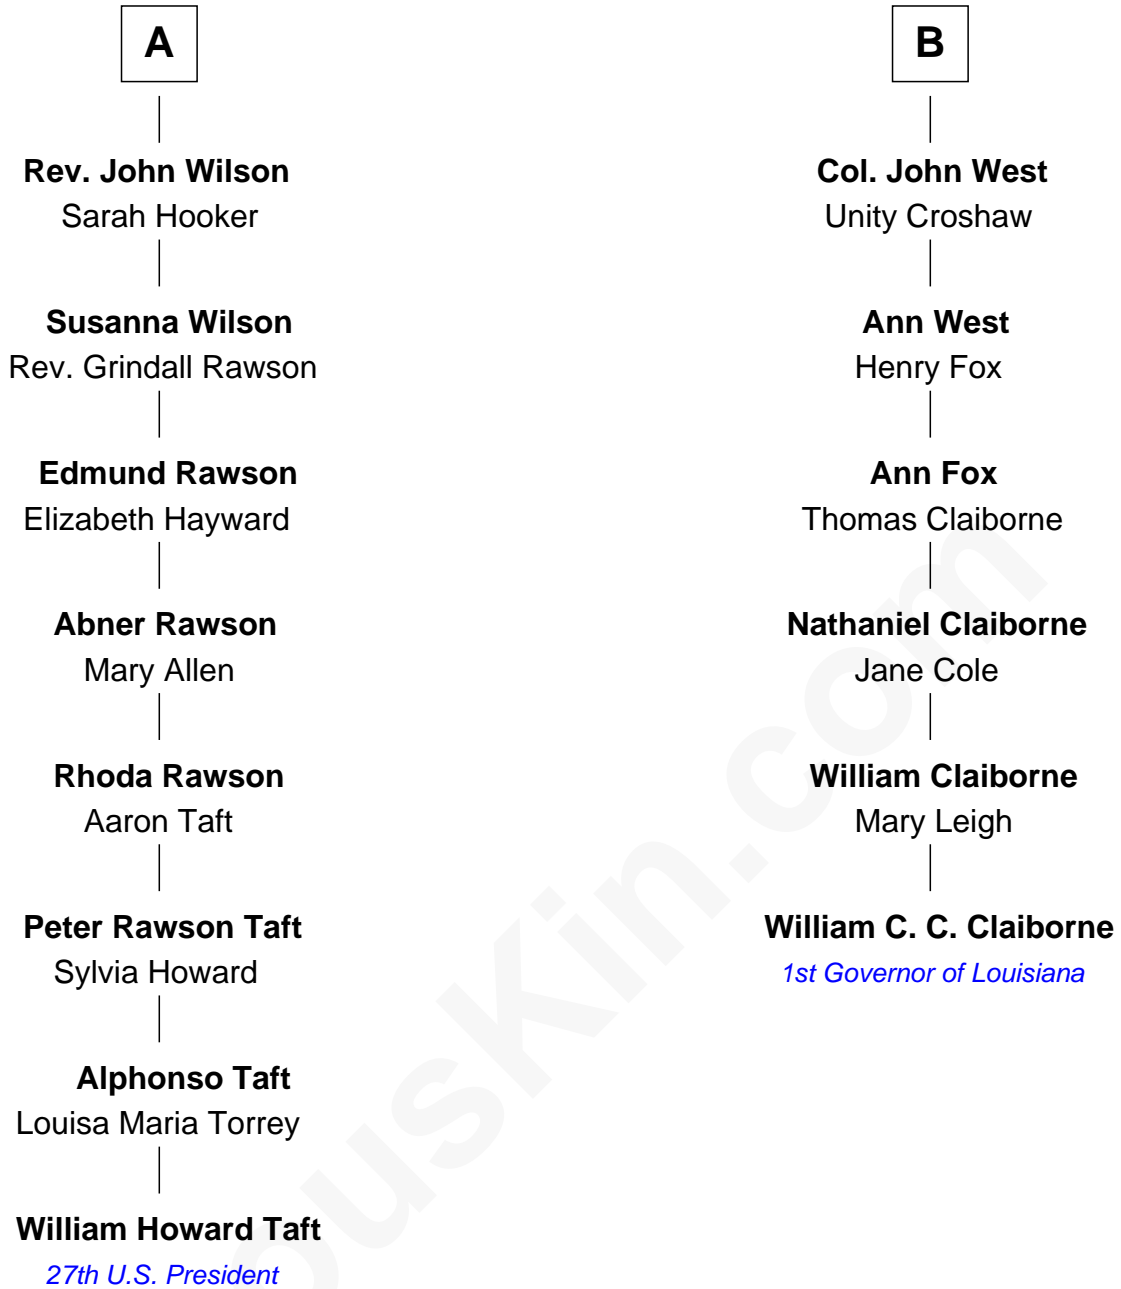 A
Rev. John Wilson
Sarah Hooker
Susanna Wilson
Rev. Grindall Rawson
Edmund Rawson
Elizabeth Hayward
Abner Rawson
Mary Allen
Rhoda Rawson
Aaron Taft
Peter Rawson Taft
Sylvia Howard
Alphonso Taft
Louisa Maria Torrey
William Howard Taft
27th U.S. President
B
Col. John West
Unity Croshaw
Ann West
Henry Fox
Ann Fox
Thomas Claiborne
Nathaniel Claiborne
Jane Cole
William Claiborne
Mary Leigh
William C. C. Claiborne
1st Governor of Louisiana
ousKin.com